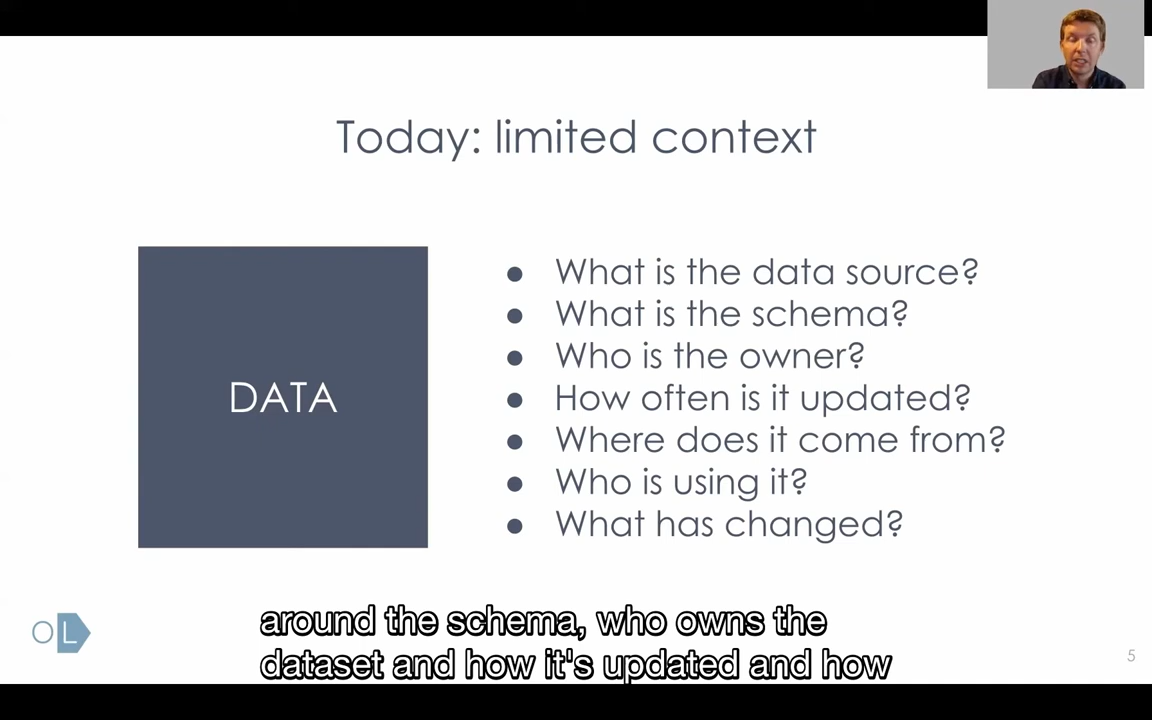 Today: limited context
DATA
● What is the data source?
● What is the schema?
● Who is the owner?
● How often is it updated?
● Where does it come from?
● Who is using it?
● What has changed?
around the schema, who owns the
dataset and how it's updated and how
OL
5